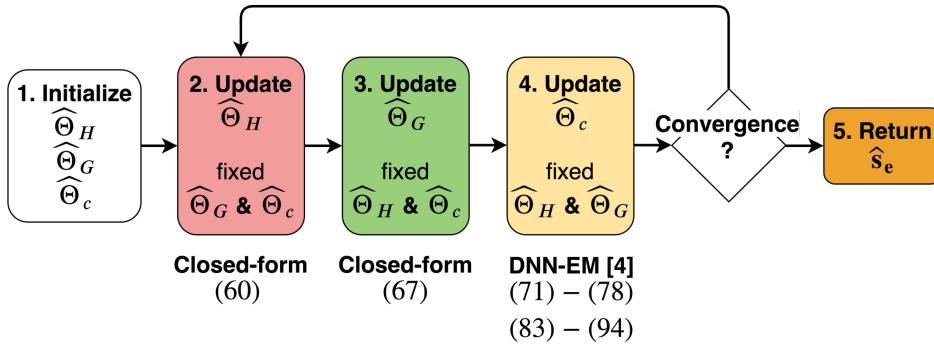 1. Initialize
Θ̂_H
Θ̂_G
Θ̂_c
2. Update
Θ̂_H
fixed
Θ̂_G & Θ̂_c
Closed-form
(60)
3. Update
Θ̂_G
fixed
Θ̂_H & Θ̂_c
Closed-form
(67)
4. Update
Θ̂_c
fixed
Θ̂_H & Θ̂_G
DNN-EM [4]
(71) − (78)
(83) − (94)
Convergence
?
5. Return
ŝ_e